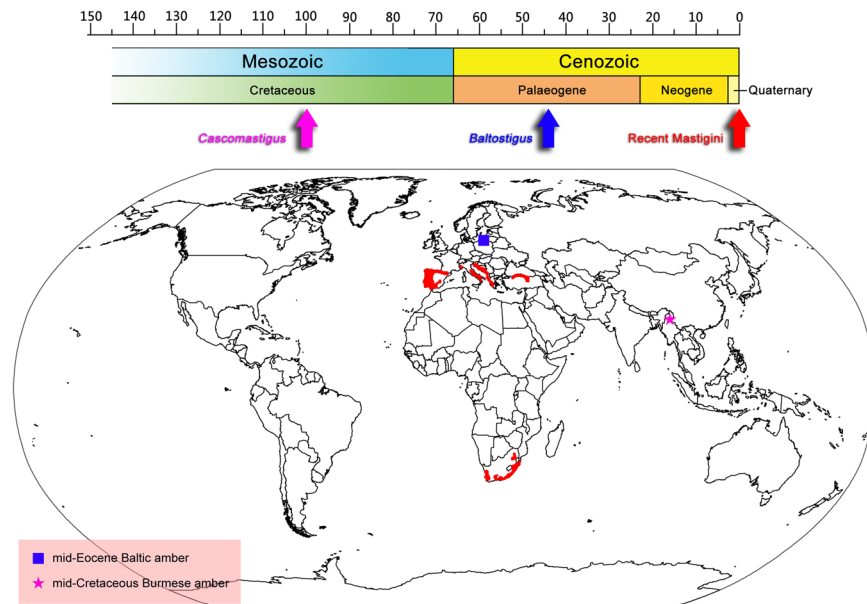 150 140 130 120 110 100 90 80 70 60 50 40 30 20 10 0
Mesozoic Cenozoic
Cretaceous Palaeogene Neogene Quaternary
Cascomastigus Baltostigus Recent Mastigini
mid-Eocene Baltic amber
mid-Cretaceous Burmese amber